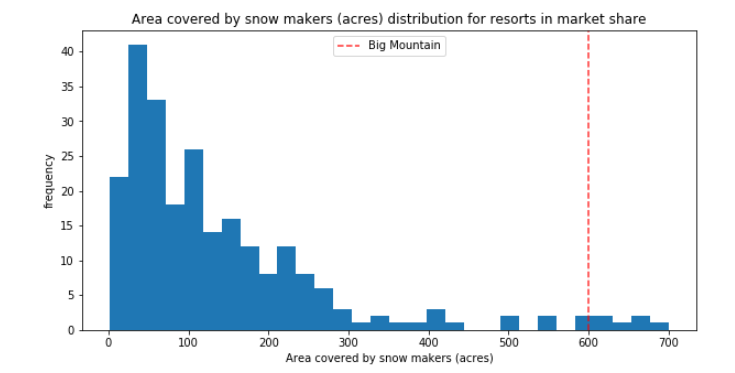 Area covered by snow makers (acres) distribution for resorts in market share
Big Mountain
40
35
30
25
20
15
10
5
0
frequency
0 100 200 300 400 500 600 700
Area covered by snow makers (acres)